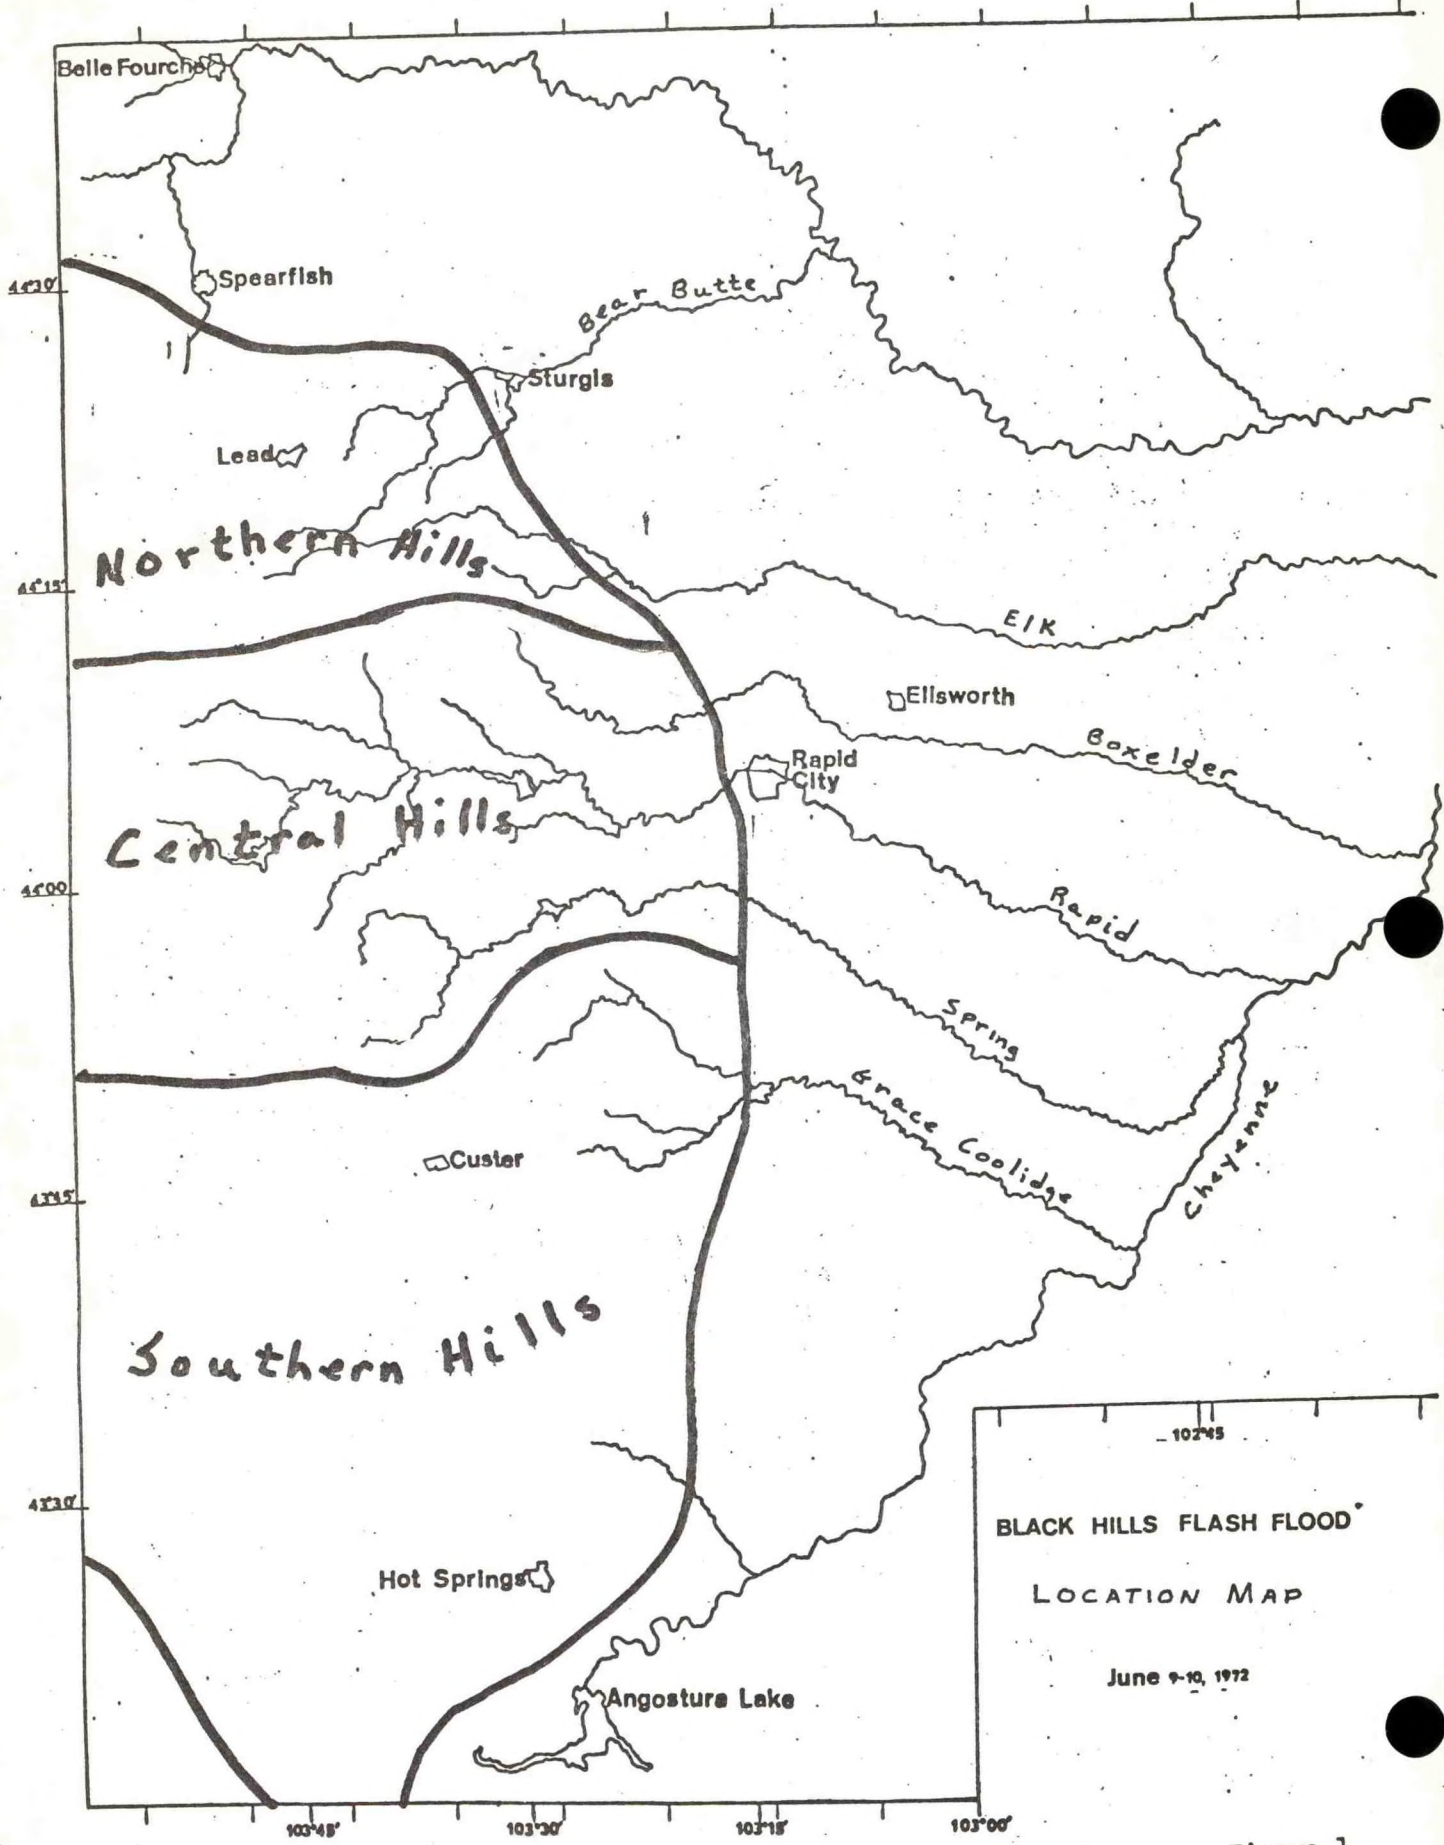 Belle Fourche
44°30'
Spearfish
Bear Butte
Sturgis
Lead
Northern Hills
44°15'
Elk
Ellsworth
Boxelder
Rapid
City
Central Hills
44°00'
Rapid
Spring
Grace Coolidge
Cheyenne
Custer
43°45'
Southern Hills
102°45
43°30'
BLACK HILLS FLASH FLOOD
LOCATION MAP
June 9-10, 1972
Hot Springs
Angosture Lake
103°45'
103°30'
103°15'
103°00'